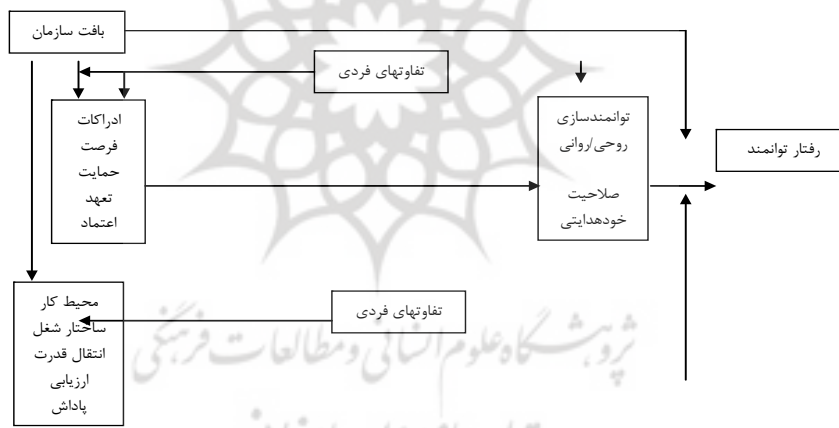 بافت سازمان
تفاوتهای فردی
ادراکات
فرصت
حمایت
تعهد
اعتماد
توانمندسازی
روحی/روانی
صلاحیت
خودهدایتی
رفتار توانمند
محیط کار
ساختار شغل
انتقال قدرت
ارزیابی
پاداش
تفاوتهای فردی
پژوهشگاه علوم انسانی و مطالعات فرهنگی